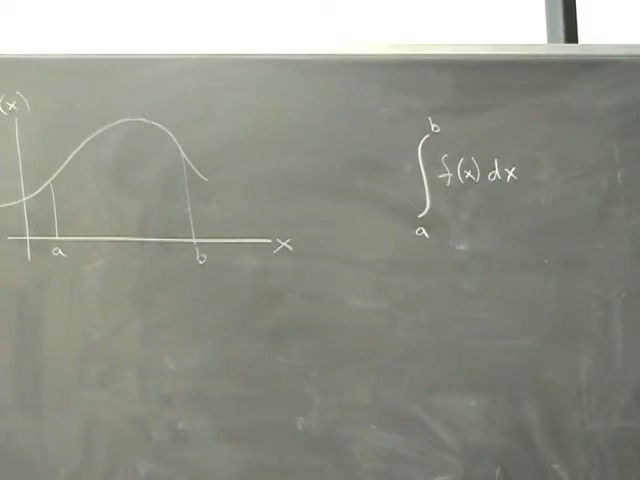 (x)
a
b
x
∫_a^b f(x) dx